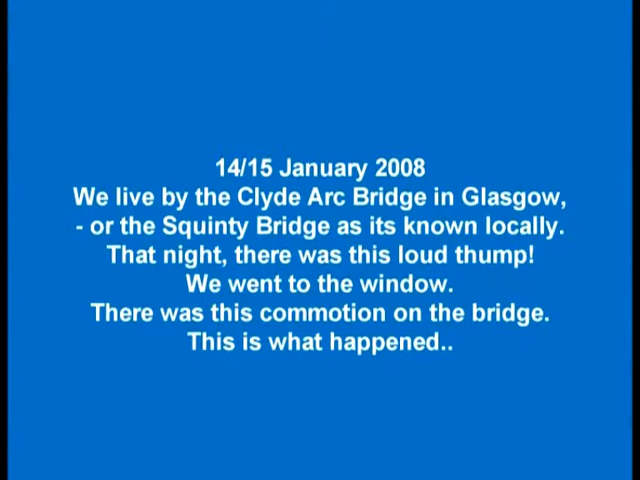 14/15 January 2008
We live by the Clyde Arc Bridge in Glasgow,
- or the Squinty Bridge as its known locally.
That night, there was this loud thump!
We went to the window.
There was this commotion on the bridge.
This is what happened..